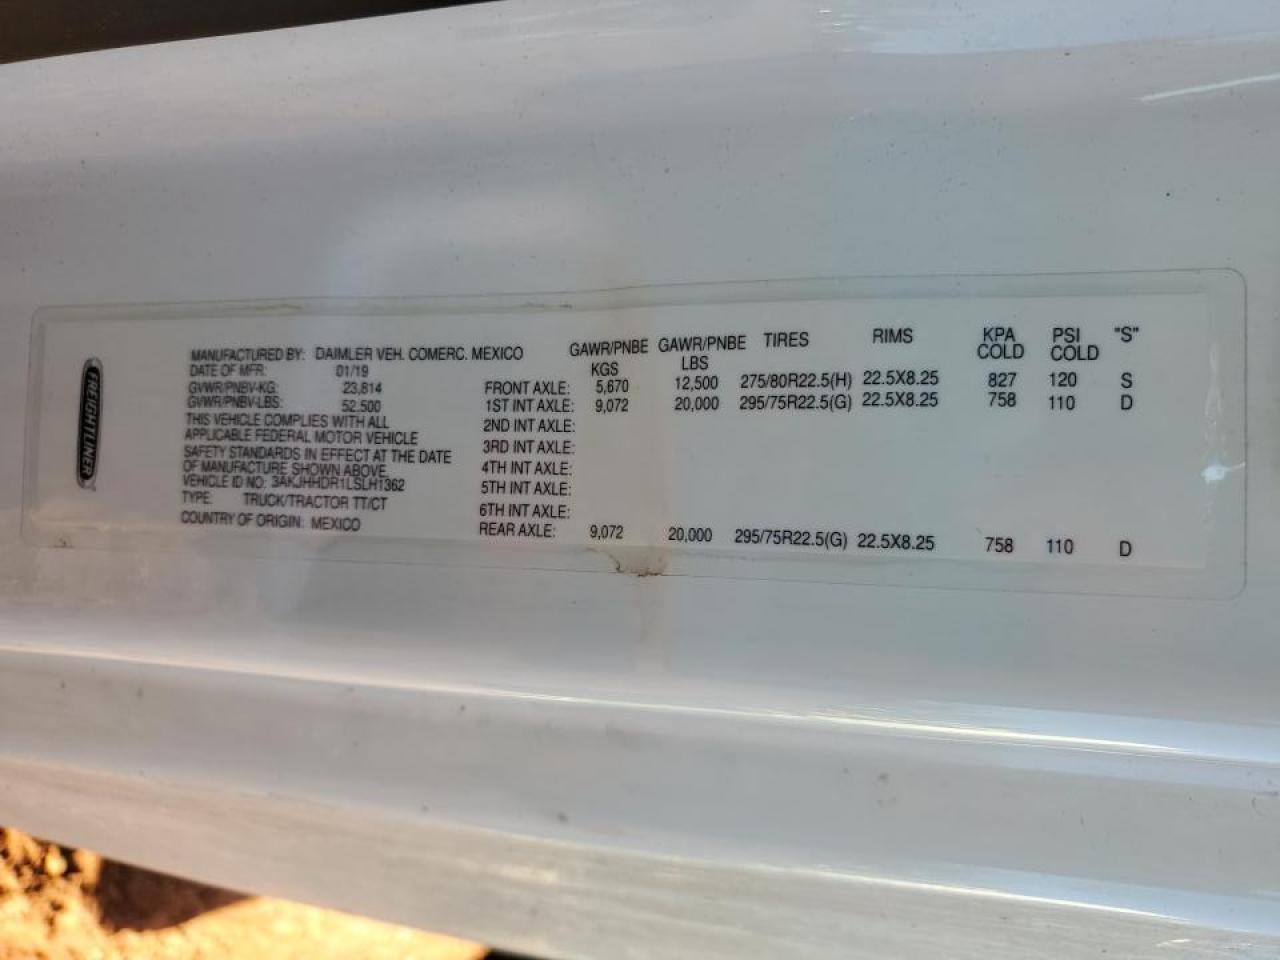 FREIGHTLINER
MANUFACTURED BY: DAIMLER VEH. COMERC. MEXICO
DATE OF MFR: 01/19
GVWR/PNBV-KG: 23,814
GVWR/PNBV-LBS: 52,500
THIS VEHICLE COMPLIES WITH ALL
APPLICABLE FEDERAL MOTOR VEHICLE
SAFETY STANDARDS IN EFFECT AT THE DATE
OF MANUFACTURE SHOWN ABOVE.
VEHICLE ID NO: 3AKJHHDR1LSLH1362
TYPE: TRUCK/TRACTOR TT/CT
COUNTRY OF ORIGIN: MEXICO
GAWR/PNBE KGS GAWR/PNBE LBS TIRES RIMS KPA COLD PSI COLD "S"
FRONT AXLE: 5,670 12,500 275/80R22.5(H) 22.5X8.25 827 120 S
1ST INT AXLE: 9,072 20,000 295/75R22.5(G) 22.5X8.25 758 110 D
2ND INT AXLE:
3RD INT AXLE:
4TH INT AXLE:
5TH INT AXLE:
6TH INT AXLE:
REAR AXLE: 9,072 20,000 295/75R22.5(G) 22.5X8.25 758 110 D